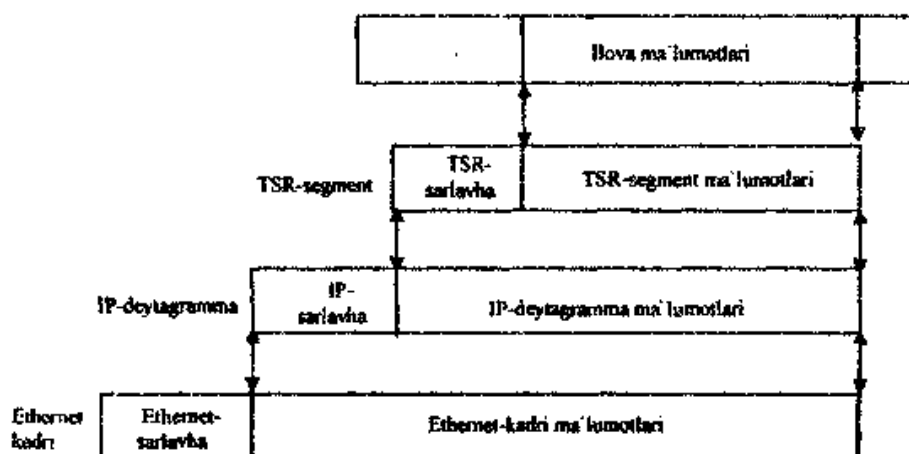 Ilova ma`lumotlari
TSR-segment
TSR-
sarlavha
TSR-segment ma`lumotlari
IP-deytagramma
IP-
sarlavha
IP-deytagramma ma`lumotlari
Ethernet
kadri
Ethernet-
sarlavha
Ethernet-kadri ma`lumotlari